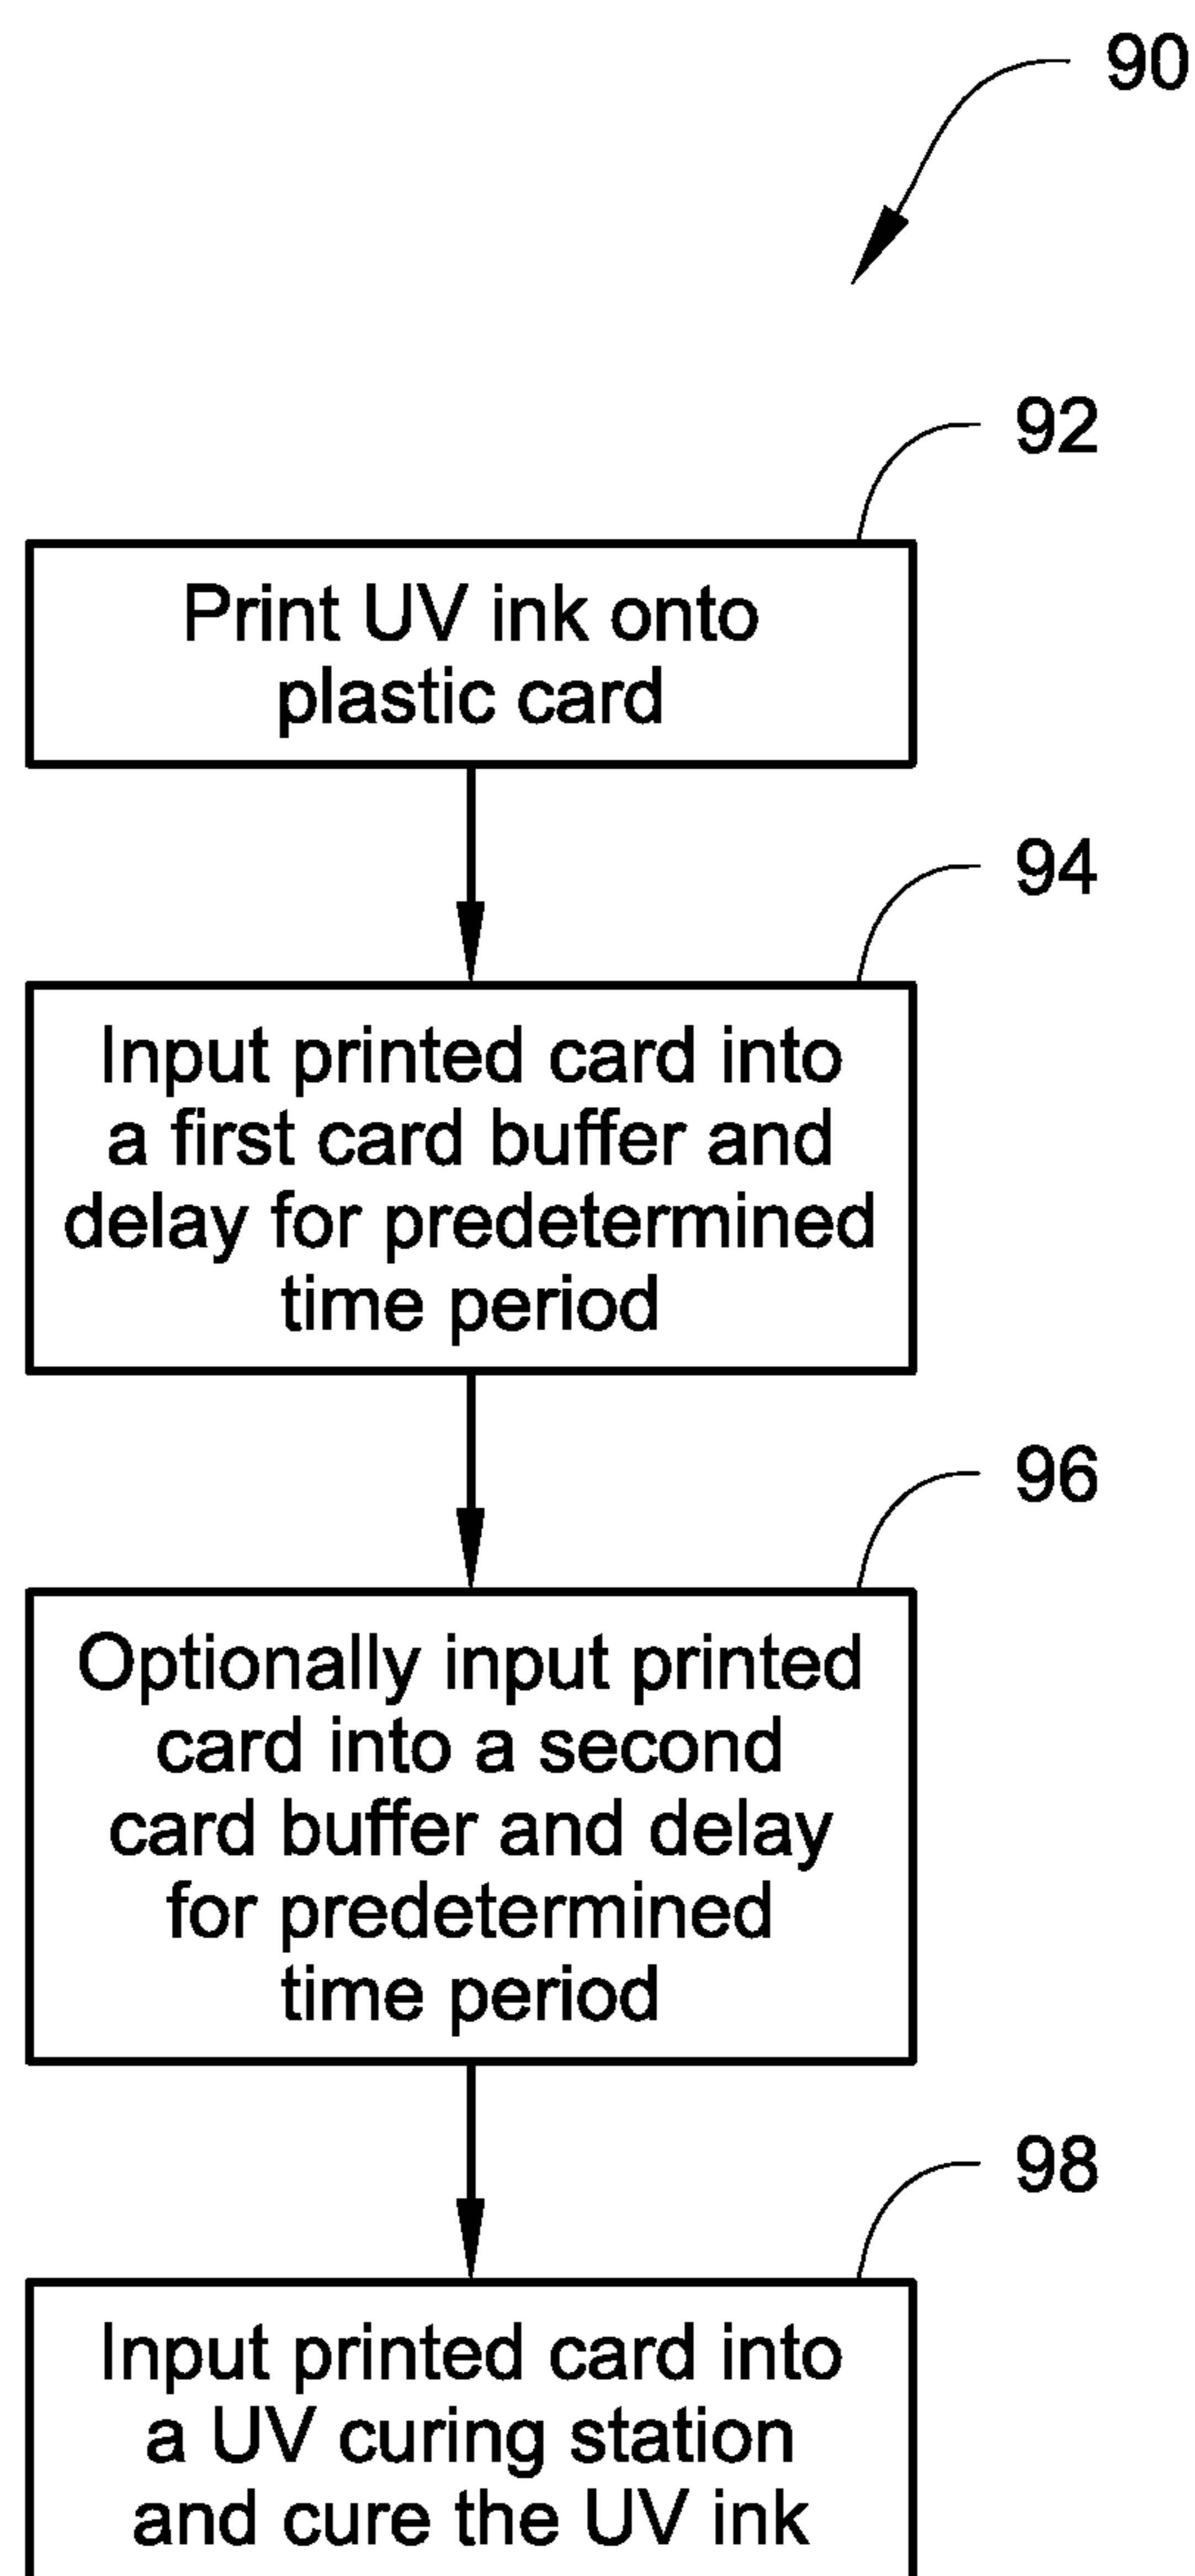 90
92
Print UV ink onto
plastic card
94
Input printed card into
a first card buffer and
delay for predetermined
time period
96
Optionally input printed
card into a second
card buffer and delay
for predetermined
time period
98
Input printed card into
a UV curing station
and cure the UV ink